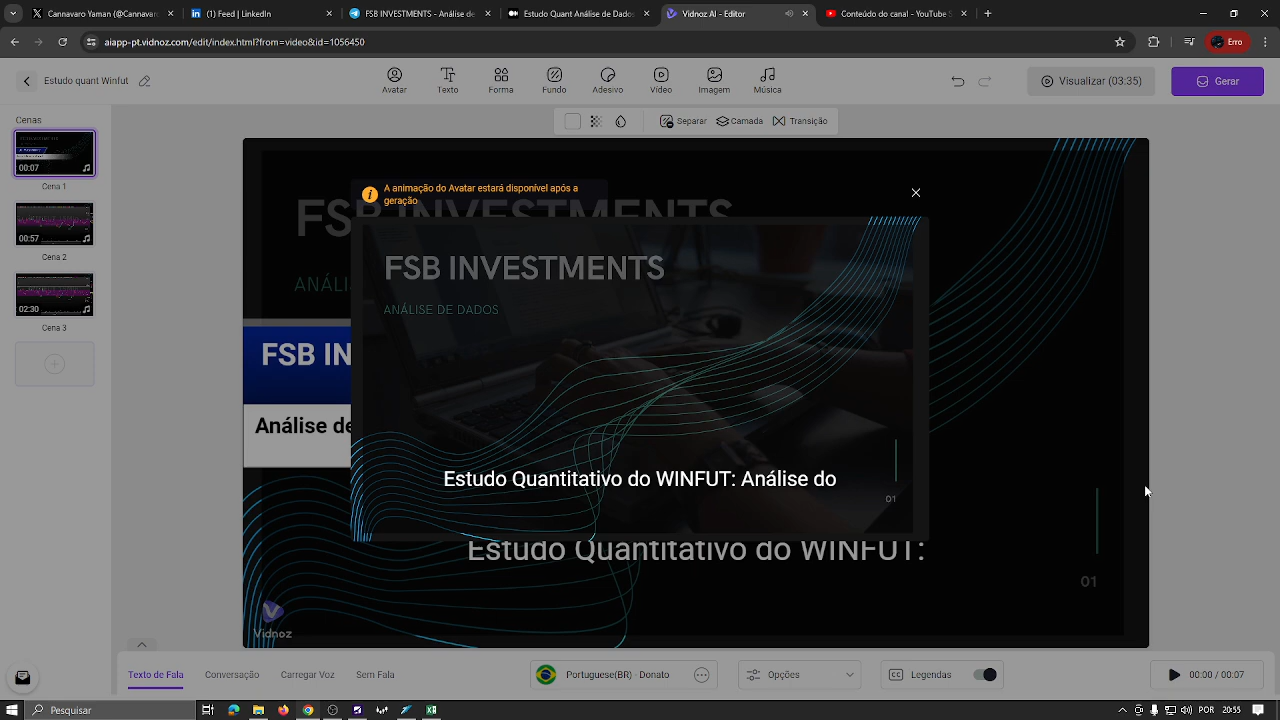 Cannavaro Yaman (@Cannavaro
(1) Feed | LinkedIn
FSB INVESTMENTS - Análise de
Estudo Quant Análise de Dados
Vidnoz AI - Editor
Conteúdo do canal - YouTube S
aiapp-pt.vidnoz.com/edit/index.html?from=video&id=1056450
Erro
Estudo quant Winfut
Avatar
Texto
Forma
Fundo
Adesivo
Vídeo
Imagem
Música
Visualizar (03:35)
Gerar
Separar
Camada
Transição
Cenas
00:07
Cena 1
00:57
Cena 2
02:30
Cena 3
A animação do Avatar estará disponível após a
geração
FSB INVESTMENTS
ANÁLI
FSB INVESTMENTS
ANÁLISE DE DADOS
FSB IN
Análise de
Estudo Quantitativo do WINFUT: Análise do
01
Estudo Quantitativo do WINFUT:
01
Vidnoz
Texto de Fala
Conversação
Carregar Voz
Sem Fala
Portuguese(BR) Donato
Opções
Legendas
00:00 / 00:07
Pesquisar
POR
20:55